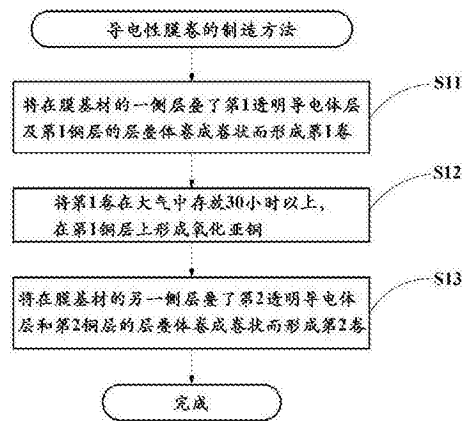 导电性膜卷的制造方法
S11
将在膜基材的一侧层叠了第1透明导电体层
及第1铜层的层叠体卷成卷状而形成第1卷
S12
将第1卷在大气中存放30小时以上，
在第1铜层上形成氧化亚铜
S13
将在膜基材的另一侧层叠了第2透明导电体
层和第2铜层的层叠体卷成卷状而形成第2卷
完成